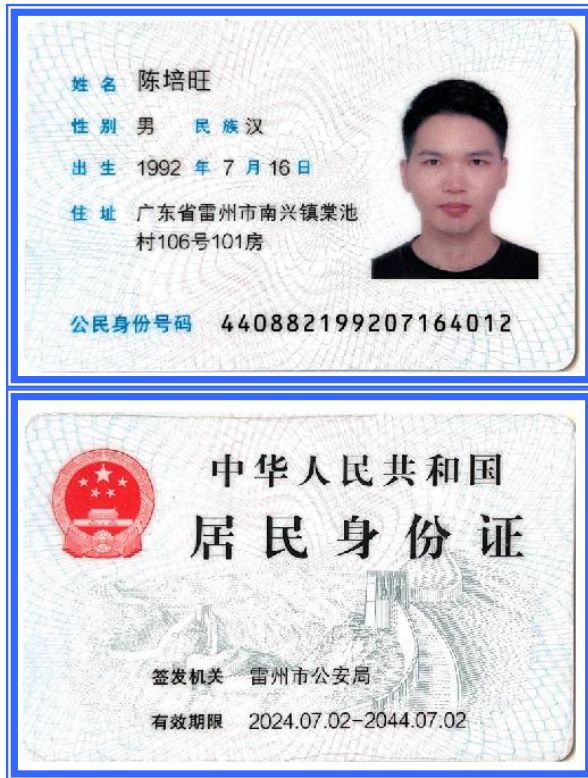 姓名 陈培旺
性别 男 民族 汉
出生 1992 年 7 月 16 日
住址 广东省雷州市南兴镇棠池
村106号101房
公民身份号码 440882199207164012
中华人民共和国
居民身份证
签发机关 雷州市公安局
有效期限 2024.07.02-2044.07.02